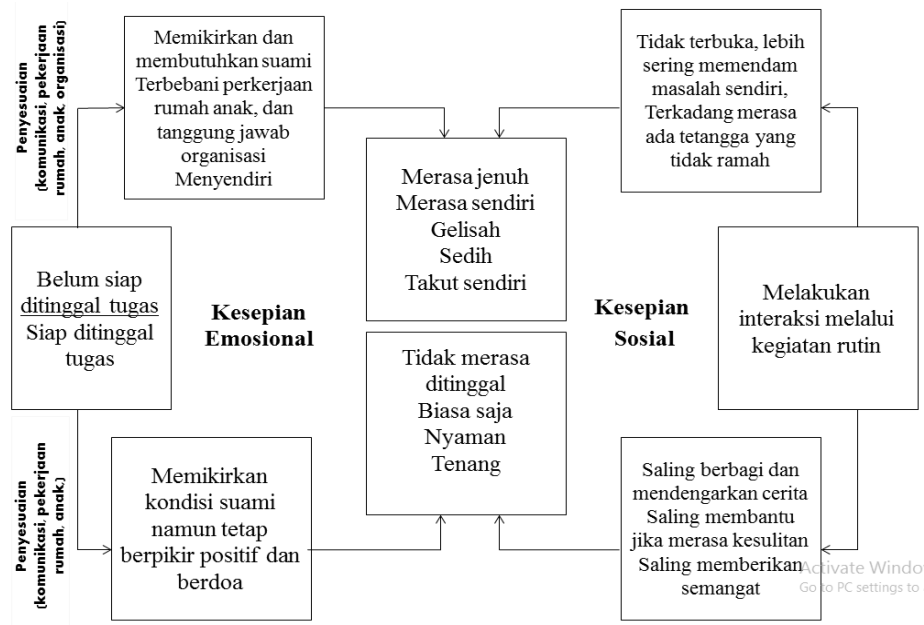 Penyesuaian
(komunikasi, pekerjaan
rumah, anak, organisasi)
Memikirkan dan
membutuhkan suami
Terbebani perkerjaan
rumah anak, dan
tanggung jawab
organisasi
Menyendiri
Tidak terbuka, lebih
sering memendam
masalah sendiri,
Terkadang merasa
ada tetangga yang
tidak ramah
Merasa jenuh
Merasa sendiri
Gelisah
Sedih
Takut sendiri
Belum siap
ditinggal tugas
Siap ditinggal
tugas
Kesepian
Emosional
Kesepian
Sosial
Melakukan
interaksi melalui
kegiatan rutin
Tidak merasa
ditinggal
Biasa saja
Nyaman
Tenang
Penyesuaian
(komunikasi, pekerjaan
rumah, anak,)
Memikirkan
kondisi suami
namun tetap
berpikir positif dan
berdoa
Saling berbagi dan
mendengarkan cerita
Saling membantu
jika merasa kesulitan
Saling memberikan
semangat
Activate Windo
Go to PC settings to